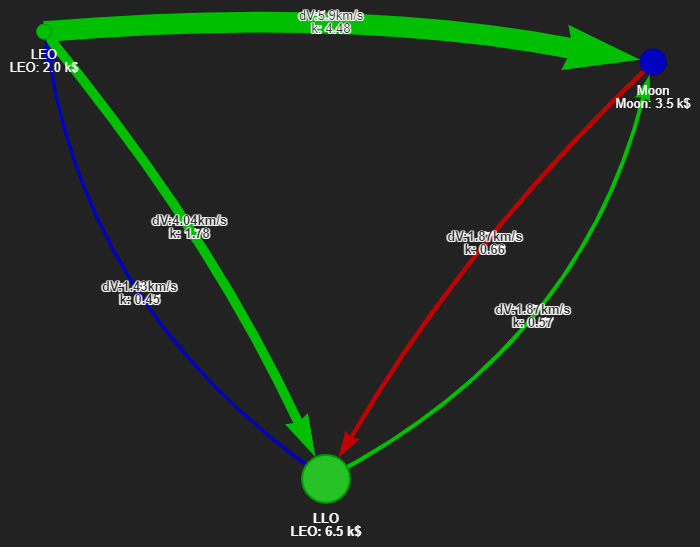 dV:5.9km/s
k: 4.48
LEO
LEO: 2.0 k$
Moon
Moon: 3.5 k$
dV:4.04km/s
k: 1.78
dV:1.87km/s
k: 0.66
dV:1.43km/s
k: 0.45
dV:1.87km/s
k: 0.57
LLO
LEO: 6.5 k$